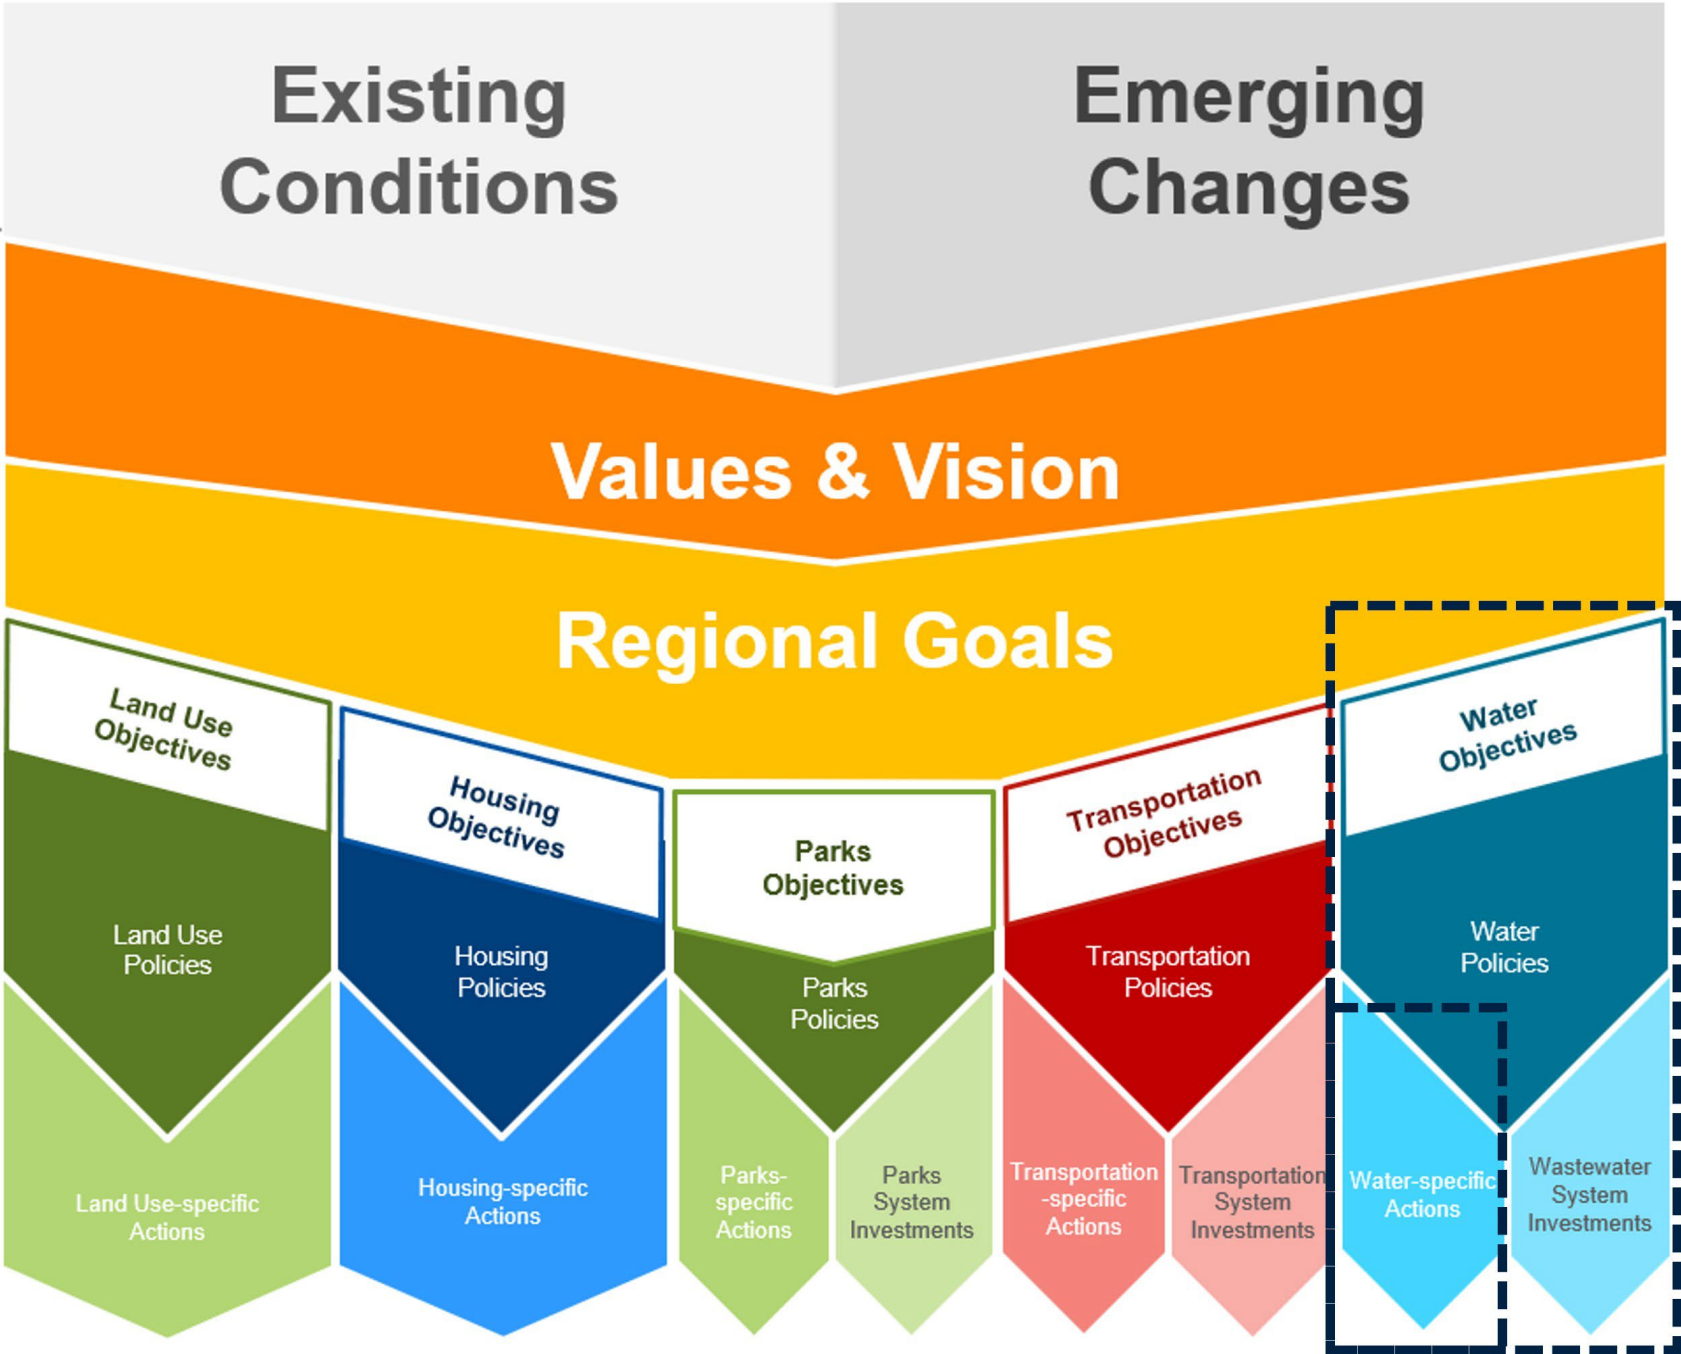 Existing
Conditions
Emerging
Changes
Values & Vision
Regional Goals
Land Use
Objectives
Housing
Objectives
Parks
Objectives
Transportation
Objectives
Water
Objectives
Land Use
Policies
Housing
Policies
Parks
Policies
Transportation
Policies
Water
Policies
Land Use-specific
Actions
Housing-specific
Actions
Parks-
specific
Actions
Parks
System
Investments
Transportation
-specific
Actions
Transportation
System
Investments
Water-specific
Actions
Wastewater
System
Investments